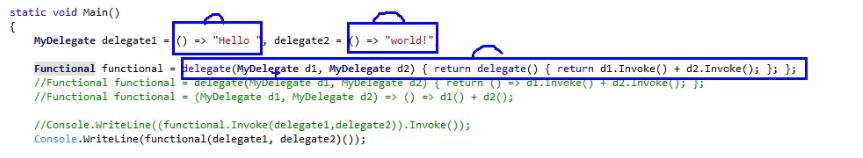 static void Main()
{
MyDelegate delegate1 = () => "Hello ", delegate2 = () => "world!"
Functional functional = delegate(MyDelegate d1, MyDelegate d2) { return delegate() { return d1.Invoke() + d2.Invoke(); }; };
//Functional functional = delegate(MyDelegate d1, MyDelegate d2) { return () => d1.Invoke() + d2.Invoke(); };
//Functional functional = (MyDelegate d1, MyDelegate d2) => () => d1() + d2();
//Console.WriteLine((functional.Invoke(delegate1,delegate2)).Invoke());
Console.WriteLine(functional(delegate1, delegate2)());